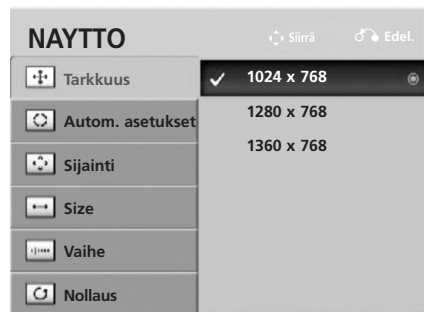 NAYTTO
Siirrä
Edel.
Tarkkuus
1024 x 768
Autom. asetukset
1280 x 768
1360 x 768
Sijainti
Size
Vaihe
Nollaus